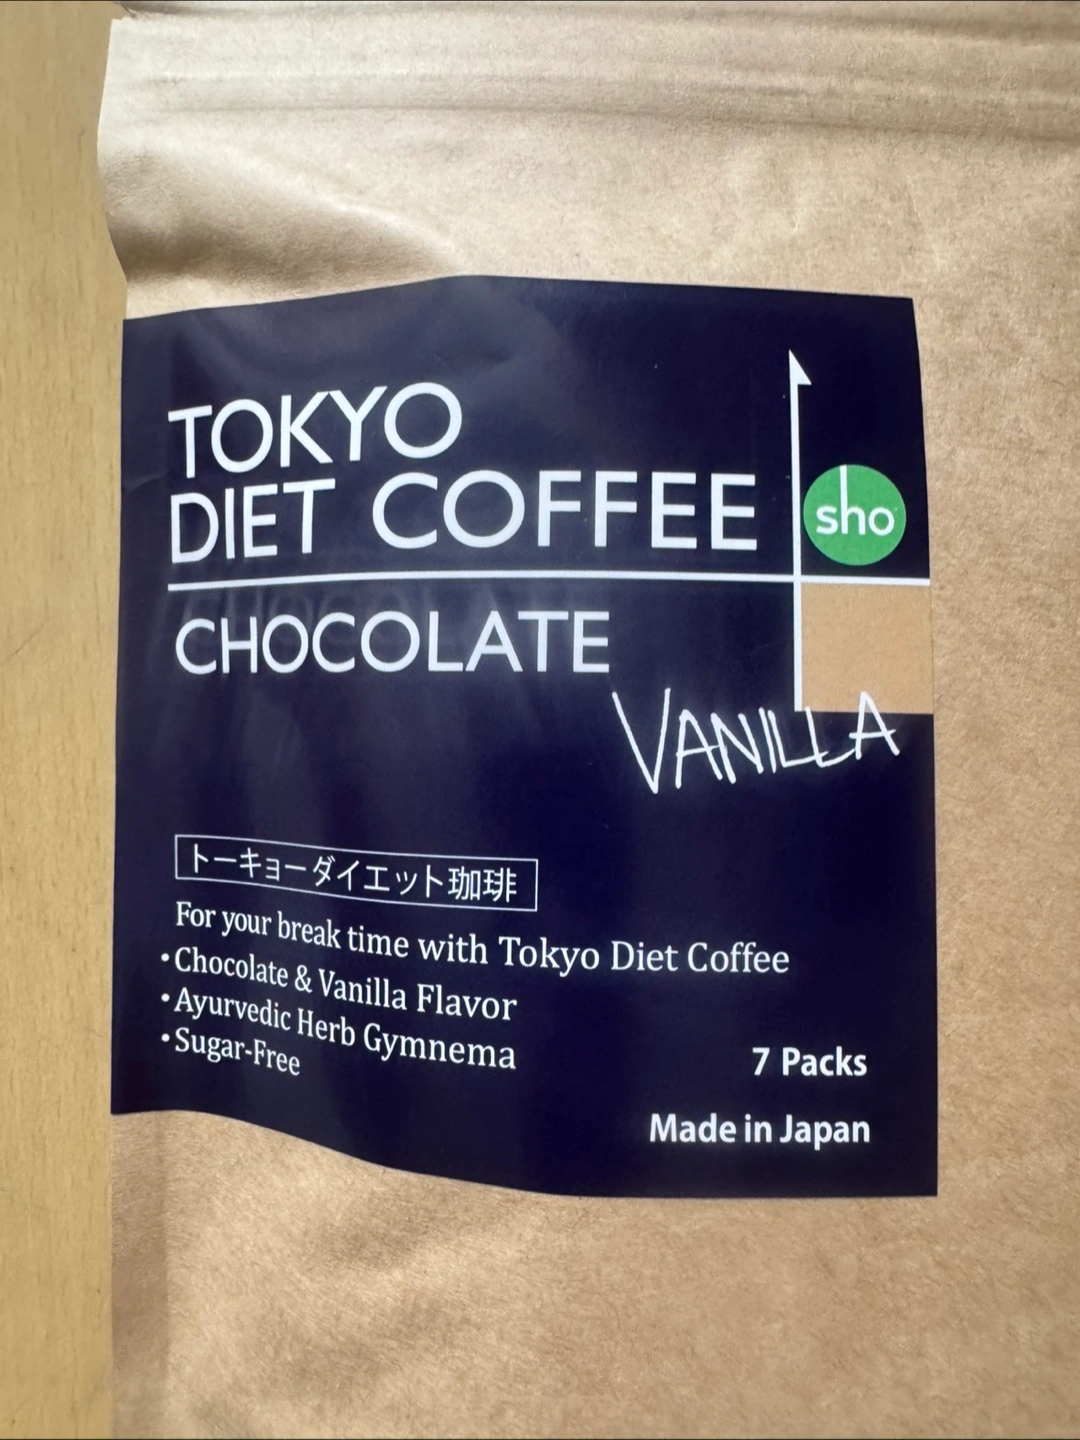 TOKYO
DIET COFFEE
sho
CHOCOLATE
VANILLA
トーキョーダイエット珈琲
For your break time with Tokyo Diet Coffee
•Chocolate & Vanilla Flavor
•Ayurvedic Herb Gymnema
•Sugar-Free
7 Packs
Made in Japan